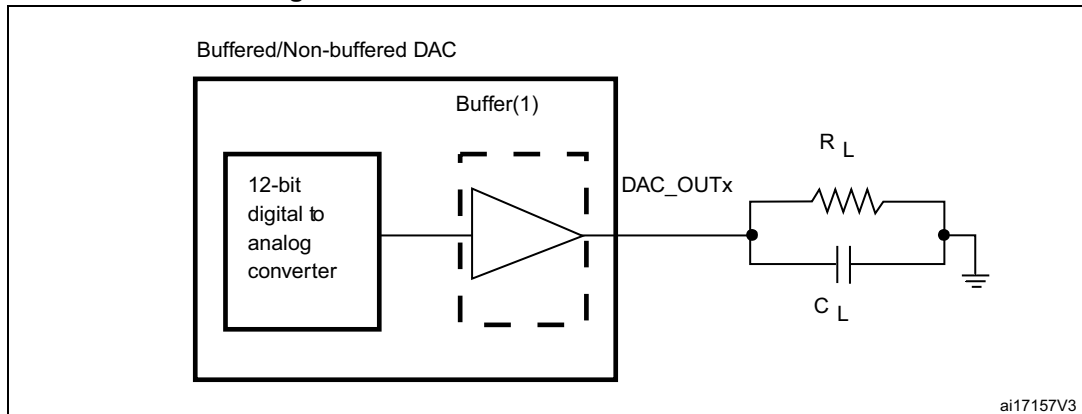 Buffered/Non-buffered DAC
Buffer(1)
12-bit
digital to
analog
converter
DAC_OUTx
R L
C L
ai17157V3